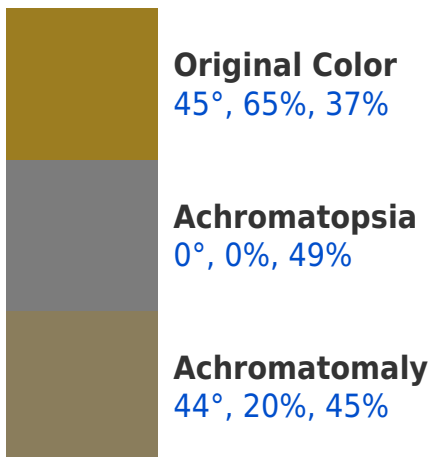 Original Color
45°, 65%, 37%
Achromatopsia
0°, 0%, 49%
Achromatomaly
44°, 20%, 45%